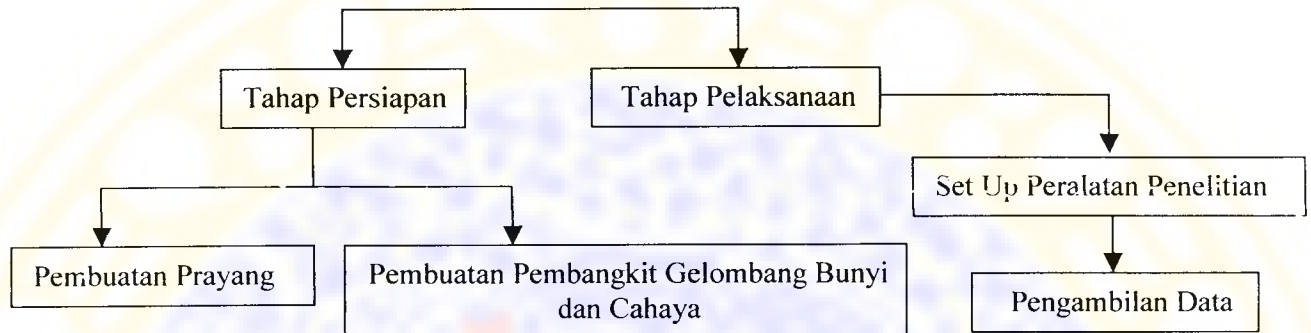 Tahap Persiapan
Tahap Pelaksanaan
Set Up Peralatan Penelitian
Pembuatan Prayang
Pembuatan Pembangkit Gelombang Bunyi
dan Cahaya
Pengambilan Data